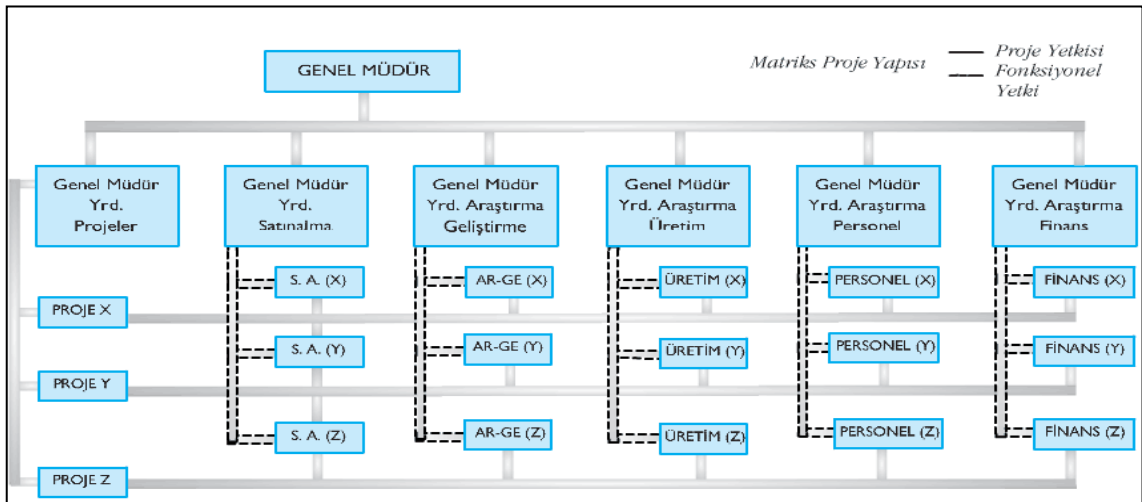 GENEL MÜDÜR
Matriks Proje Yapısı
Proje Yetkisi
Fonksiyonel
Yetki
Genel Müdür
Yrd.
Projeler
Genel Müdür
Yrd.
Satınalma
Genel Müdür
Yrd. Araştırma
Geliştirme
Genel Müdür
Yrd. Araştırma
Üretim
Genel Müdür
Yrd. Araştırma
Personel
Genel Müdür
Yrd. Araştırma
Finans
S. A. (X)
AR-GE (X)
ÜRETİM (X)
PERSONEL (X)
FİNANS (X)
PROJE X
S. A. (Y)
AR-GE (Y)
ÜRETİM (Y)
PERSONEL (Y)
FİNANS (Y)
PROJE Y
S. A. (Z)
AR-GE (Z)
ÜRETİM (Z)
PERSONEL (Z)
FİNANS (Z)
PROJE Z